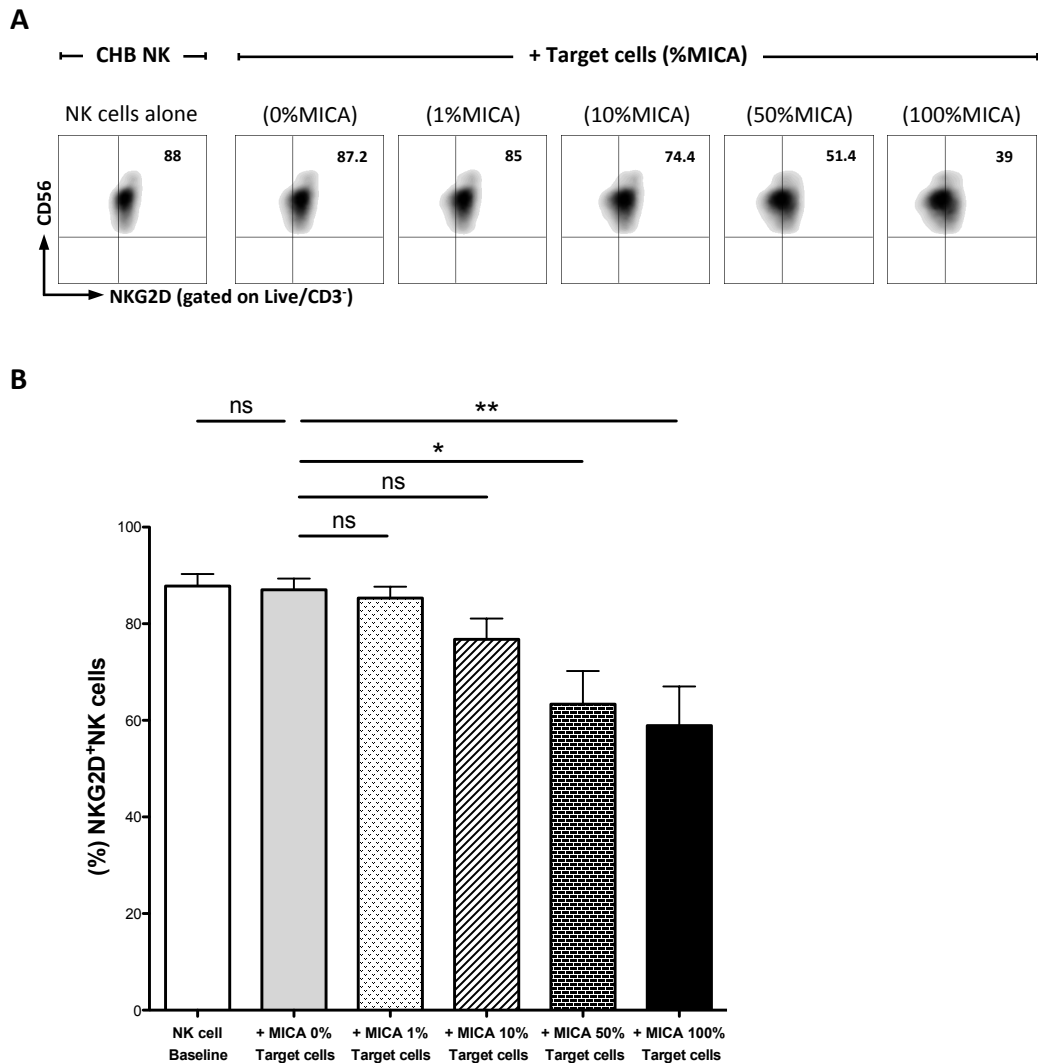 A
CHB NK
+ Target cells (%MICA)
NK cells alone
(0%MICA)
(1%MICA)
(10%MICA)
(50%MICA)
(100%MICA)
88
87.2
85
74.4
51.4
39
CD56
NKG2D (gated on Live/CD3⁻)
B
ns
**
*
ns
ns
(%) NKG2D⁺NK cells
100
80
60
40
20
0
NK cell
Baseline
+ MICA 0%
Target cells
+ MICA 1%
Target cells
+ MICA 10%
Target cells
+ MICA 50%
Target cells
+ MICA 100%
Target cells